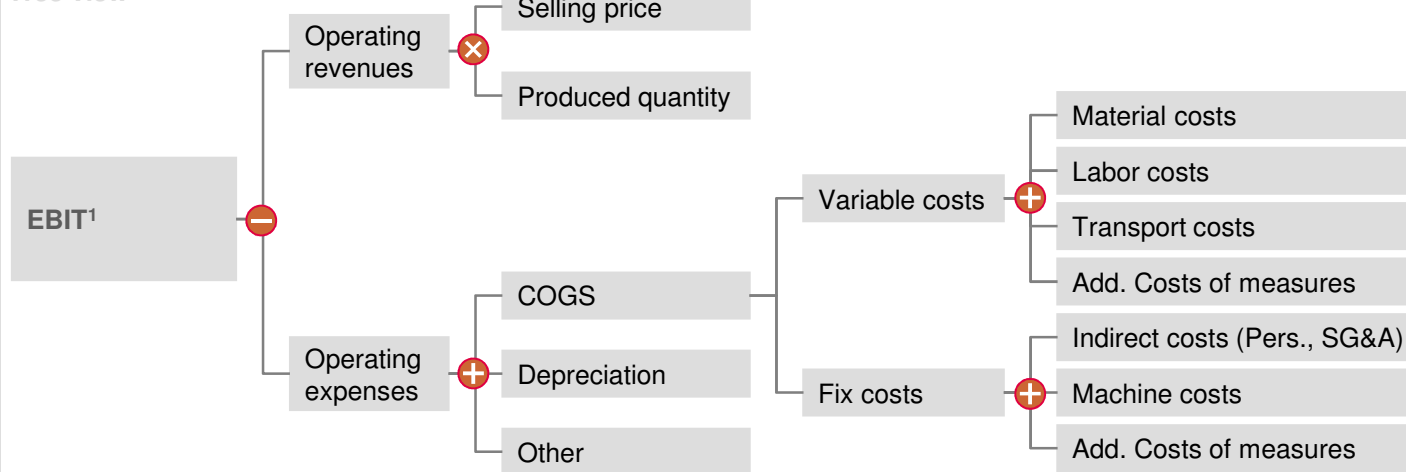 Selling price
Operating
revenues
Produced quantity
Material costs
Labor costs
Variable costs
Transport costs
EBIT¹
Add. Costs of measures
COGS
Indirect costs (Pers., SG&A)
Operating
expenses
Depreciation
Fix costs
Machine costs
Other
Add. Costs of measures